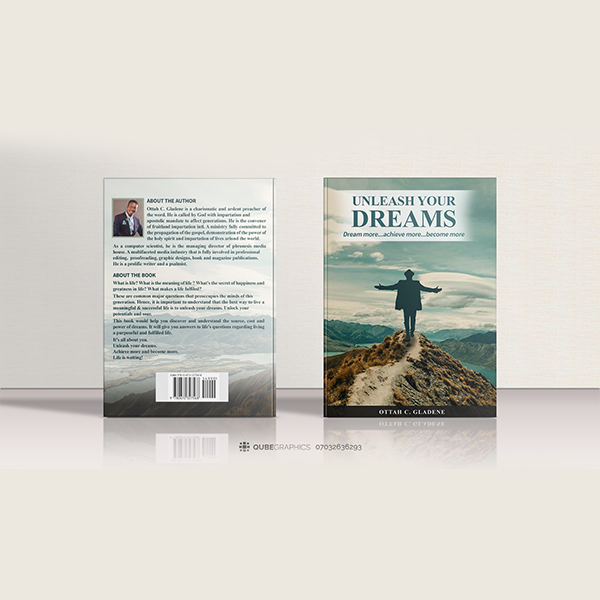 ABOUT THE AUTHOR
Ottah C. Gladene is a charismatic and ardent preacher of
the word. He is called by God with impartation and
apostolic mandate to affect generations. He is the convener
of fruitland impartation intl. A ministry fully committed to
the propagation of the gospel, demonstration of the power of
the holy spirit and impartation of lives around the world.
As a computer scientist, he is the managing director of
home. A multifaceted media industry that is fully involved in professional
editing, proofreading, graphic designs, book and magazine publications.
He is a prolific writer and a psalmist.
ABOUT THE BOOK
What is life? What is the meaning of life ? What's the secret of happiness and
greatness in life? What makes a life fulfilled?
These are common major questions that preoccupies the minds of this
generation. Hence, it is important to understand that the best way to live a
meaningful & successful life is to unleash your dreams. Unlock your
potentials and soar.
This book would help you discover and understand the source, cost and
power of dreams. It will give you answers to life's questions regarding living
a purposeful and fulfilled life.
It's all about you.
Unleash your dreams.
Achieve more and become more.
Life is waiting!
UNLEASH YOUR
DREAMS
Dream more...achieve more...become more
OTTAH C. GLADENE
QUBEGRAPHICS 07032636293